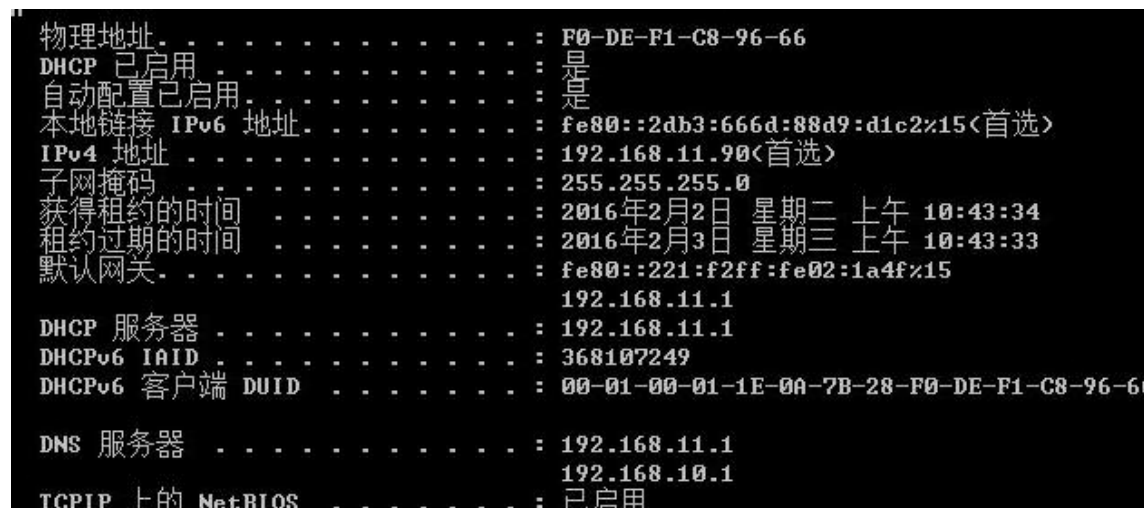 物理地址. . . . . . . . . . . . . : F0-DE-F1-C8-96-66
DHCP 已启用 . . . . . . . . . . . : 是
自动配置已启用. . . . . . . . . . : 是
本地链接 IPv6 地址. . . . . . . . : fe80::2db3:666d:88d9:d1c2%15(首选)
IPv4 地址 . . . . . . . . . . . . : 192.168.11.90(首选)
子网掩码 . . . . . . . . . . . . : 255.255.255.0
获得租约的时间 . . . . . . . . . : 2016年2月2日 星期二 上午 10:43:34
租约过期的时间 . . . . . . . . . : 2016年2月3日 星期三 上午 10:43:33
默认网关. . . . . . . . . . . . . : fe80::221:f2ff:fe02:1a4f%15
192.168.11.1
DHCP 服务器 . . . . . . . . . . . : 192.168.11.1
DHCPv6 IAID . . . . . . . . . . . : 368107249
DHCPv6 客户端 DUID . . . . . . . : 00-01-00-01-1E-0A-7B-28-F0-DE-F1-C8-96-6
DNS 服务器 . . . . . . . . . . . : 192.168.11.1
192.168.10.1
TCPIP 上的 NetBIOS . . . . . . . : 已启用